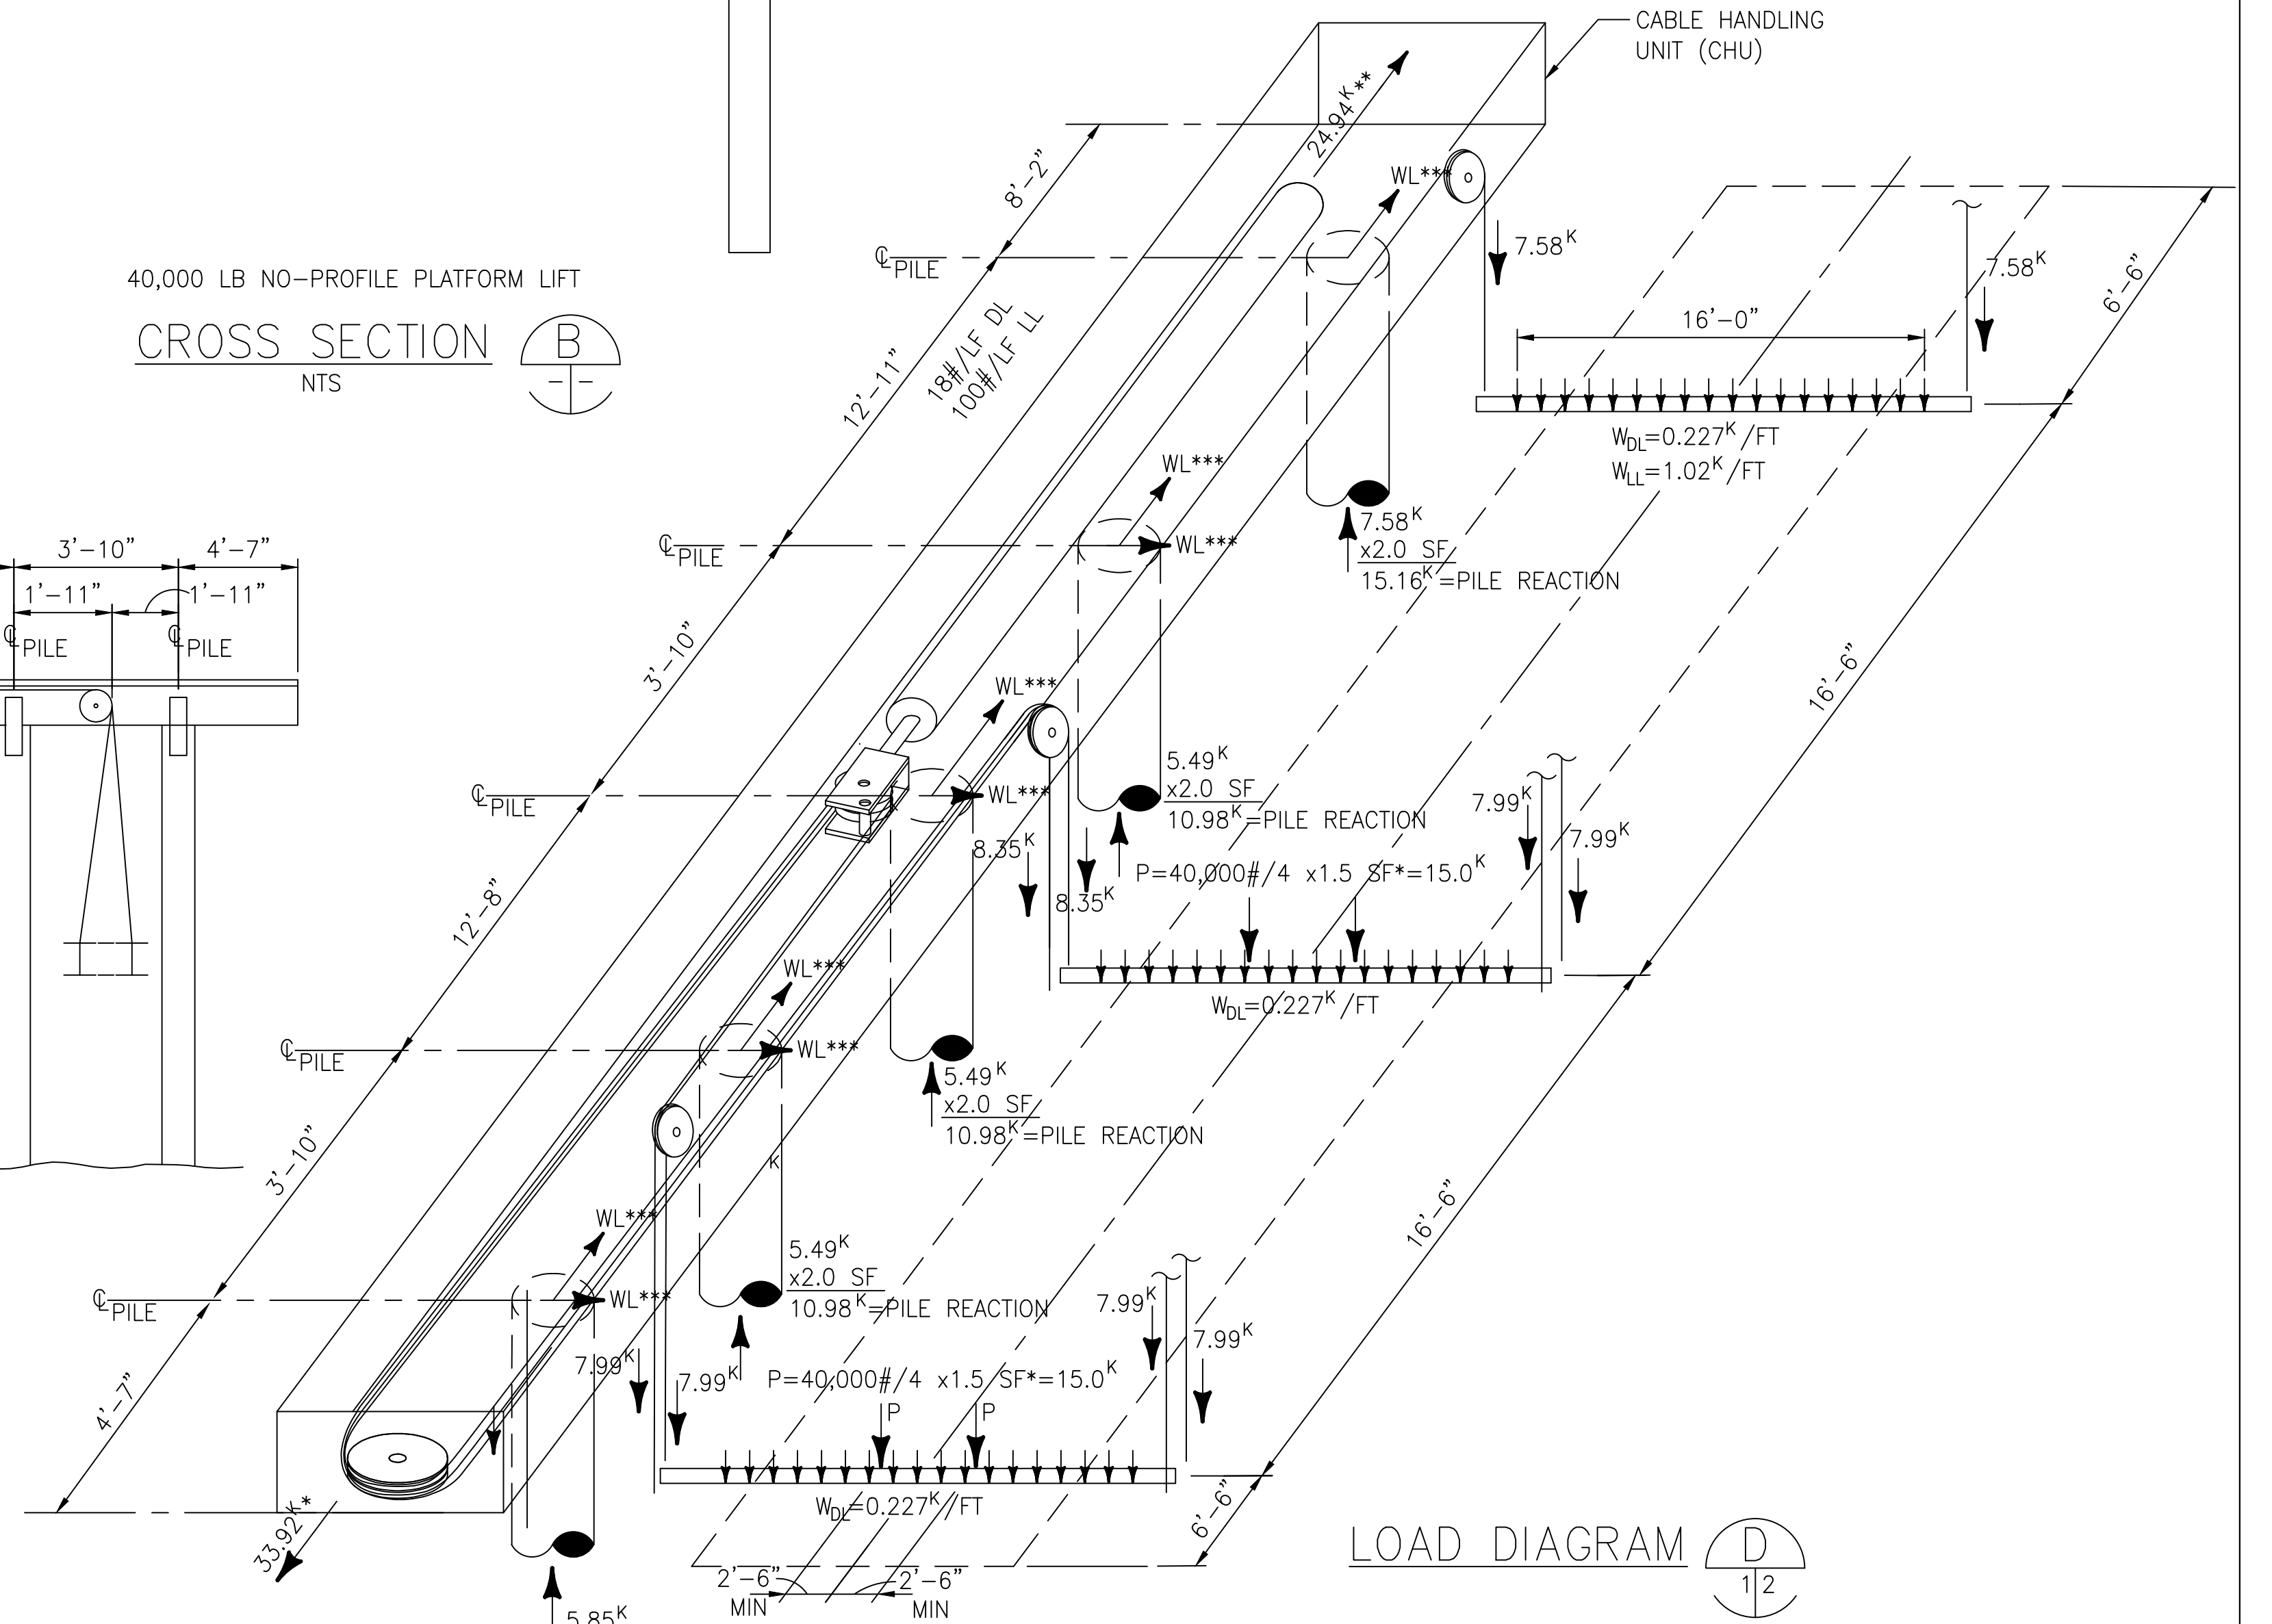 CABLE HANDLING
UNIT (CHU)
24.94K**
8'-2"
WL***
7.58K
7.58K
6'-6"
℄ PILE
40,000 LB NO-PROFILE PLATFORM LIFT
CROSS SECTION
B
- -
NTS
18#/LF DL
100#/LF LL
16'-0"
12'-11"
WDL=0.227K/FT
WLL=1.02K/FT
WL***
℄ PILE
WL***
7.58K
x2.0 SF
15.16K=PILE REACTION
3'-10"
4'-7"
1'-11"
1'-11"
℄ PILE
℄ PILE
3'-10"
16'-6"
WL***
℄ PILE
WL***
5.49K
x2.0 SF
10.98K=PILE REACTION
7.99K
7.99K
8.35K
8.35K
P=40,000#/4 x1.5 SF*=15.0K
12'-8"
WL***
WDL=0.227K/FT
℄ PILE
WL***
5.49K
x2.0 SF
10.98K=PILE REACTION
3'-10"
K
16'-6"
WL***
℄ PILE
WL***
5.49K
x2.0 SF
10.98K=PILE REACTION
7.99K
7.99K
7.99K
7.99K
P=40,000#/4 x1.5 SF*=15.0K
P
P
4'-7"
WDL=0.227K/FT
33.92K*
6'-6"
LOAD DIAGRAM
D
1 2
2'-6"
MIN
2'-6"
MIN
5.85K